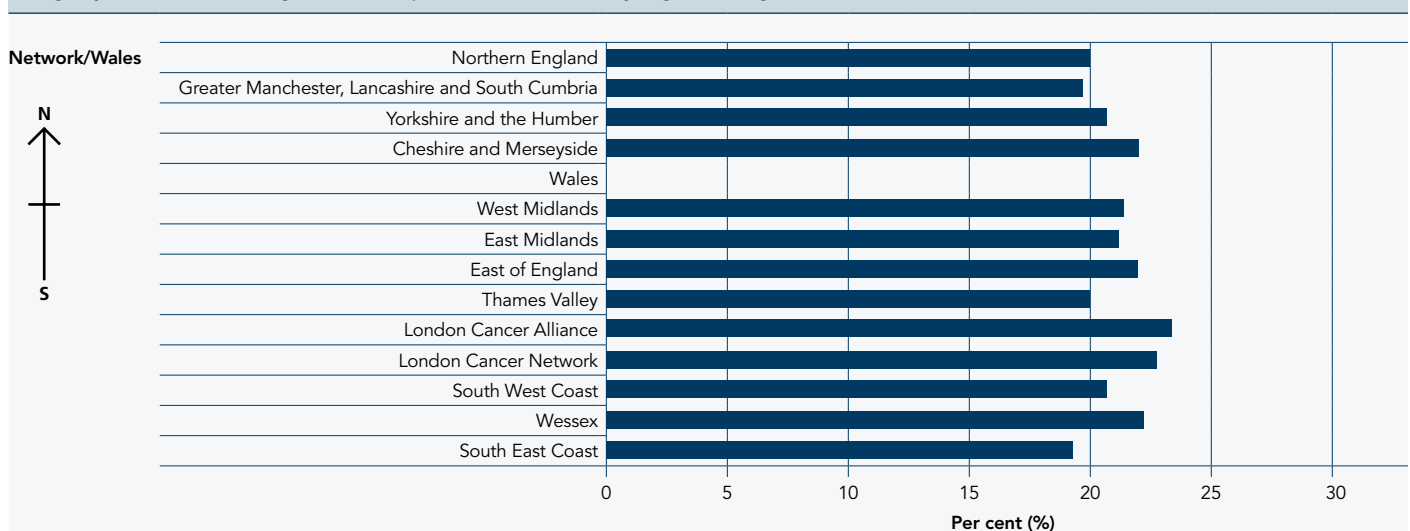 Network/Wales
N
S
Northern England
Greater Manchester, Lancashire and South Cumbria
Yorkshire and the Humber
Cheshire and Merseyside
Wales
West Midlands
East Midlands
East of England
Thames Valley
London Cancer Alliance
London Cancer Network
South West Coast
Wessex
South East Coast
0 5 10 15 20 25 30
Per cent (%)